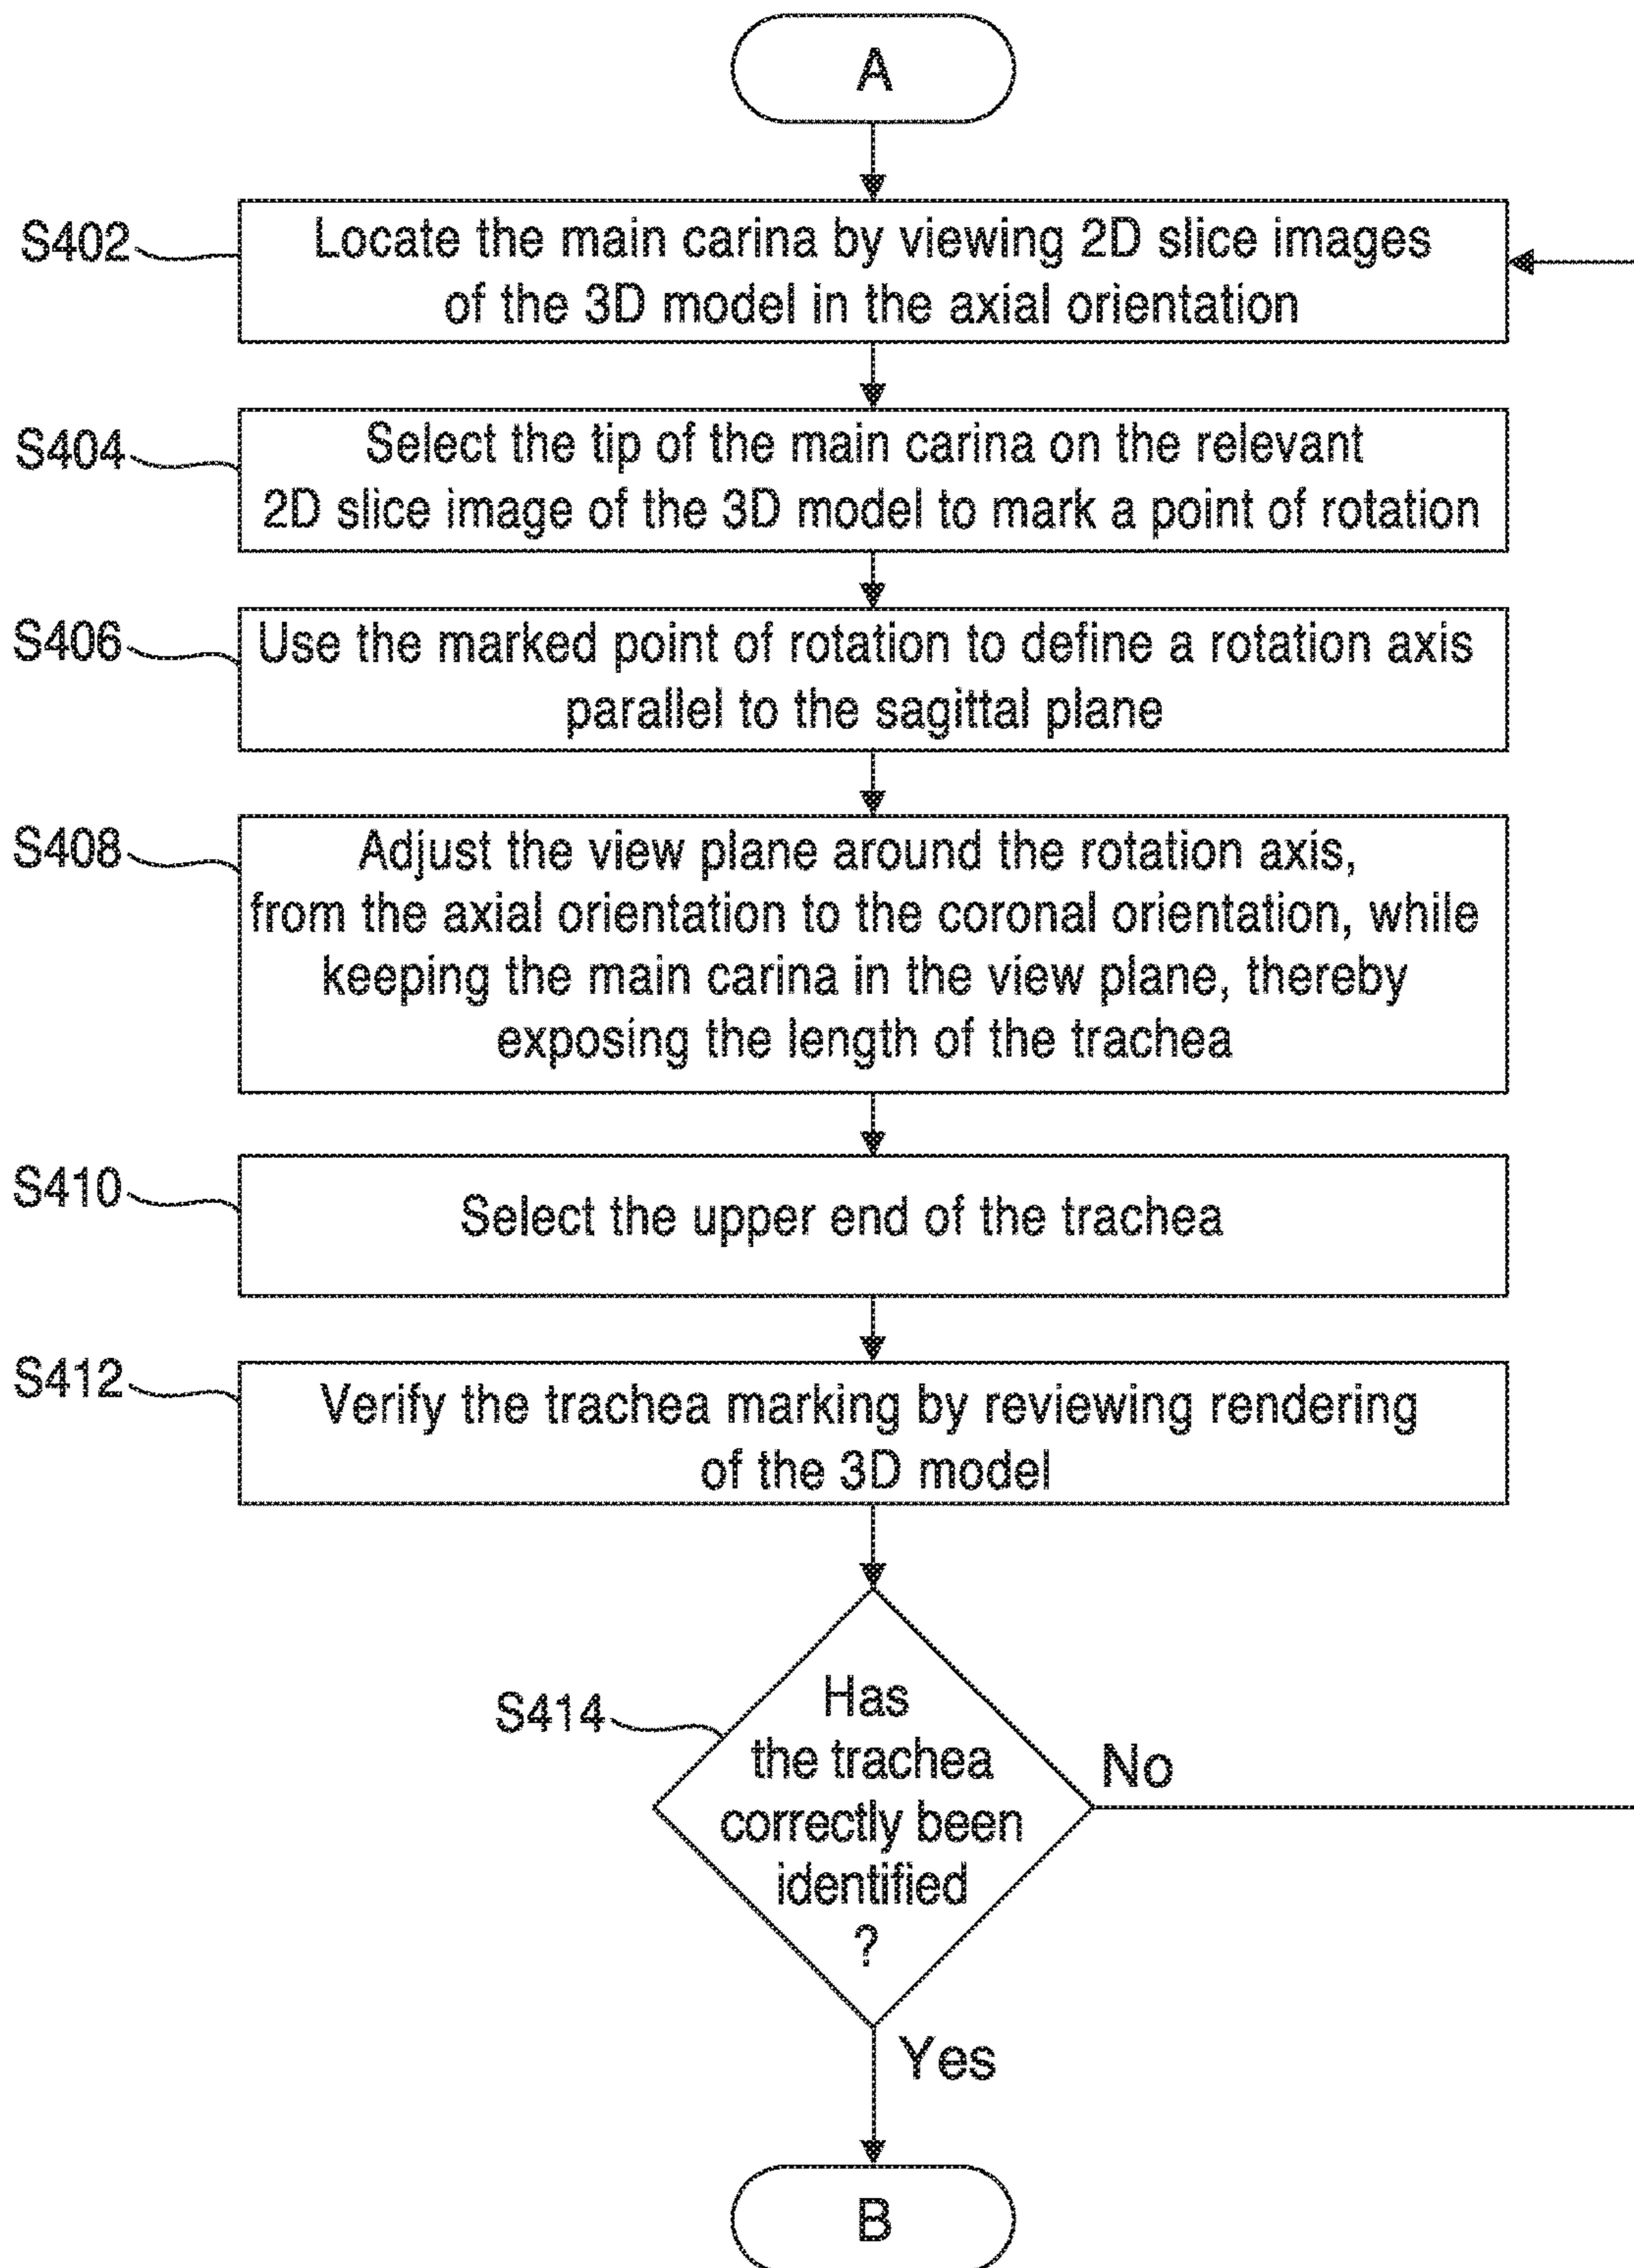 A
S402
Locate the main carina by viewing 2D slice images
of the 3D model in the axial orientation
S404
Select the tip of the main carina on the relevant
2D slice image of the 3D model to mark a point of rotation
S406
Use the marked point of rotation to define a rotation axis
parallel to the sagittal plane
S408
Adjust the view plane around the rotation axis,
from the axial orientation to the coronal orientation, while
keeping the main carina in the view plane, thereby
exposing the length of the trachea
S410
Select the upper end of the trachea
S412
Verify the trachea marking by reviewing rendering
of the 3D model
S414
Has
the trachea
correctly been
identified
?
No
Yes
B